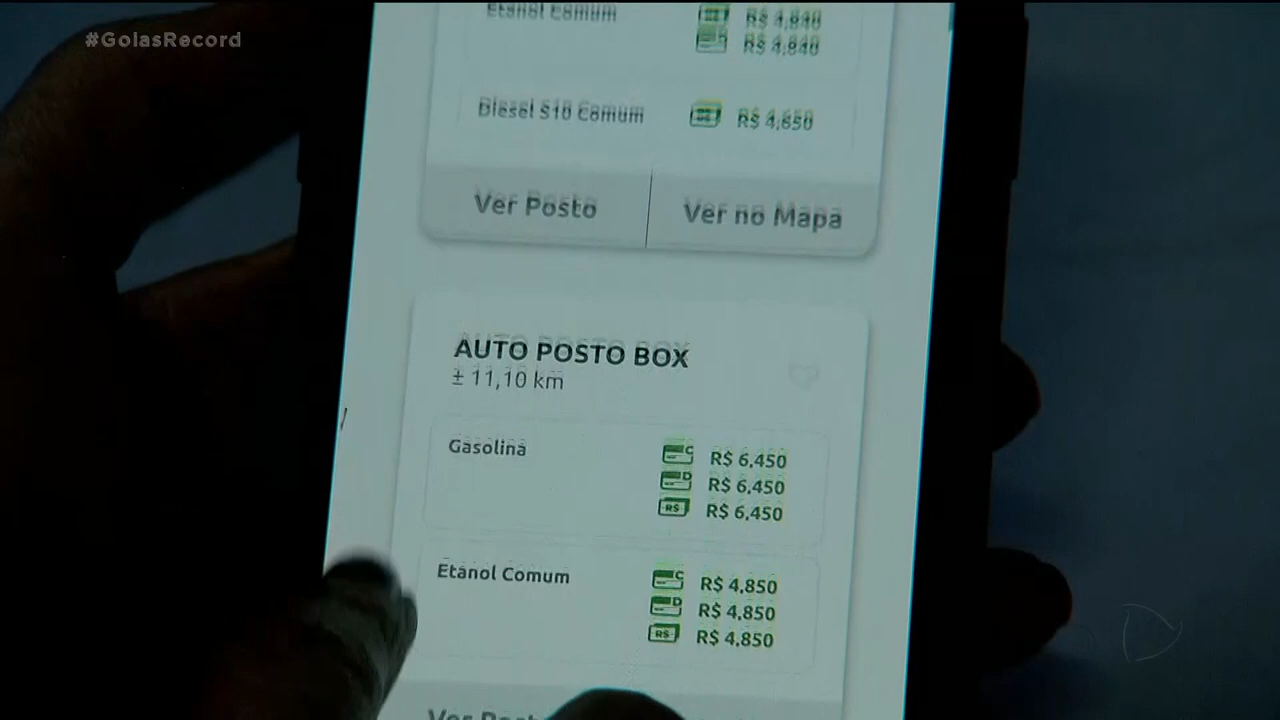 #GoiasRecord
Etanol Comum R$ 4,840
R$ 4,840
Diesel S10 Comum R$ 4,650
Ver Posto Ver no Mapa
AUTO POSTO BOX
± 11,10 km
Gasolina C R$ 6,450
D R$ 6,450
R$ R$ 6,450
Etanol Comum C R$ 4,850
D R$ 4,850
R$ R$ 4,850